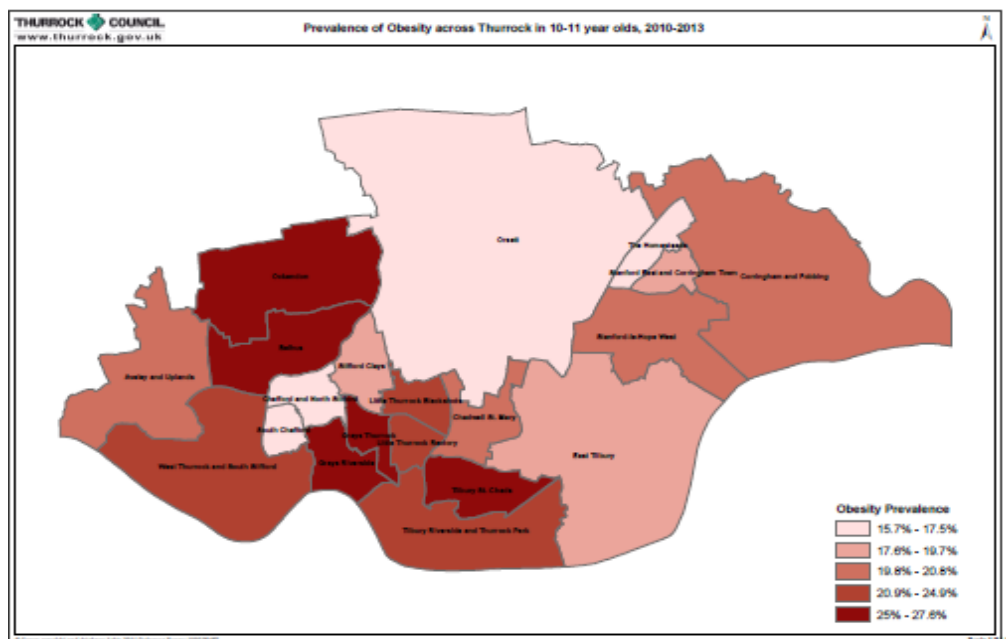 THURROCK COUNCIL
www.thurrock.gov.uk
Prevalence of Obesity across Thurrock in 10-11 year olds, 2010-2013
N
Orsett
The Homesteads
Ockendon
Stanford East and Corringham Town
Corringham and Fobbing
Belhus
Stanford-le-Hope West
Stifford Clays
Aveley and Uplands
Chafford and North Stifford
Little Thurrock Blackshots
Chadwell St. Mary
South Chafford
Grays Thurrock
Little Thurrock Rectory
East Tilbury
Grays Riverside
West Thurrock and South Stifford
Tilbury St. Chads
Tilbury Riverside and Thurrock Park
Obesity Prevalence
15.7% - 17.5%
17.6% - 19.7%
19.8% - 20.8%
20.9% - 24.9%
25% - 27.6%